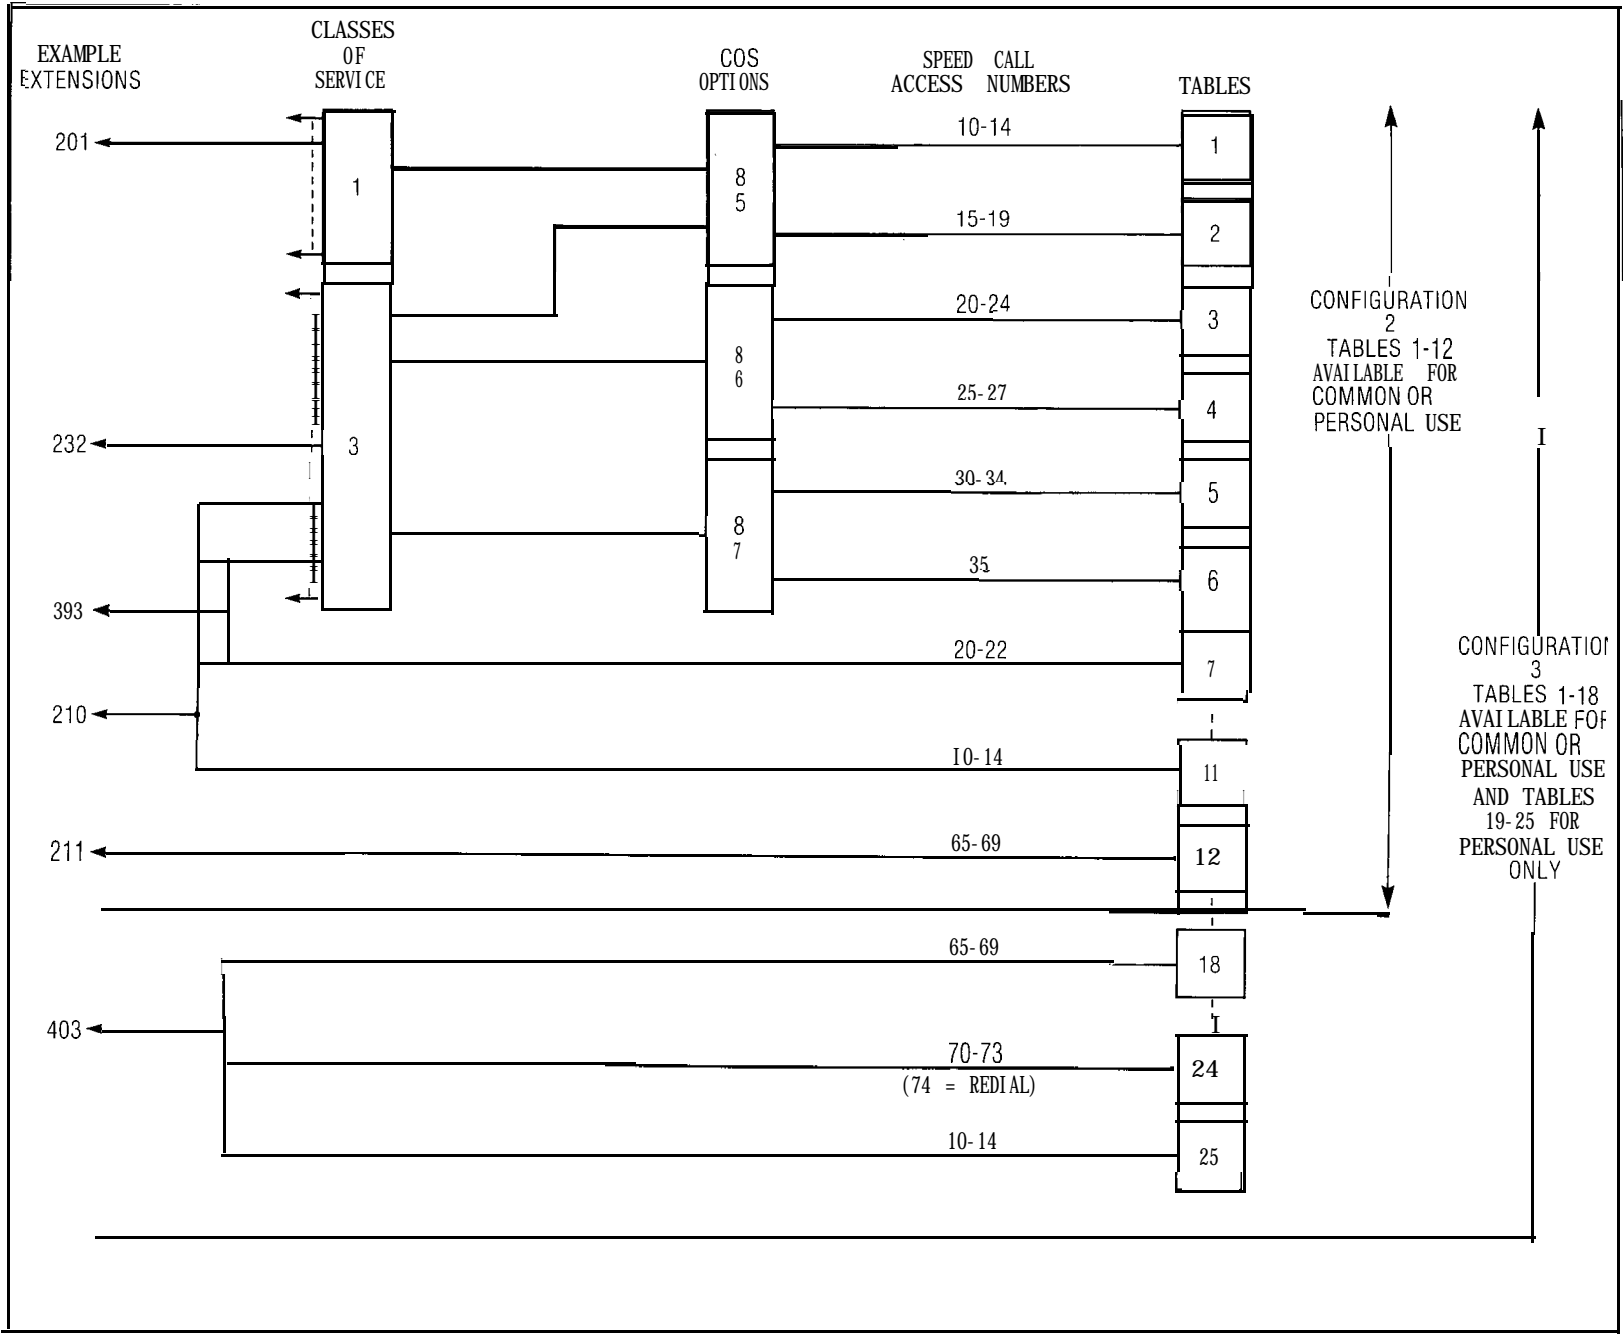 EXAMPLE
EXTENSIONS
CLASSES
OF
SERVICE
COS
OPTIONS
SPEED CALL
ACCESS NUMBERS
TABLES
201
1
8
5
10-14
1
15-19
2
20-24
3
8
6
25-27
4
232
3
30-34
5
8
7
35
6
393
20-22
7
210
I0-14
11
211
65-69
12
65-69
18
403
I
70-73
(74 = REDIAL)
24
10-14
25
CONFIGURATION
2
TABLES 1-12
AVAILABLE FOR
COMMON OR
PERSONAL USE
I
CONFIGURATION
3
TABLES 1-18
AVAILABLE FOR
COMMON OR
PERSONAL USE
AND TABLES
19-25 FOR
PERSONAL USE
ONLY